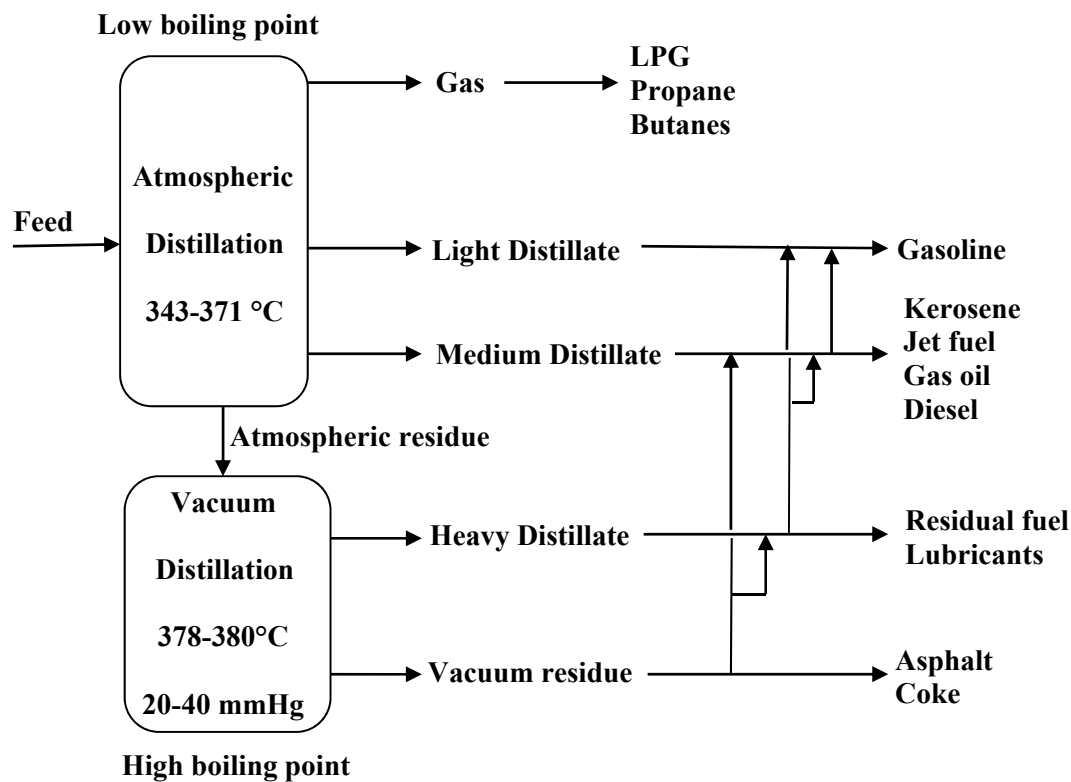 Low boiling point
LPG
Gas
Propane
Butanes
Atmospheric
Feed
Distillation
Light Distillate
Gasoline
343-371 °C
Kerosene
Medium Distillate
Jet fuel
Gas oil
Diesel
Atmospheric residue
Vacuum
Heavy Distillate
Residual fuel
Lubricants
Distillation
378-380°C
Vacuum residue
Asphalt
Coke
20-40 mmHg
High boiling point